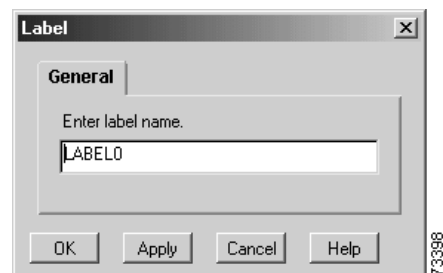 Label
General
Enter label name.
LABEL0
OK Apply Cancel Help
73398